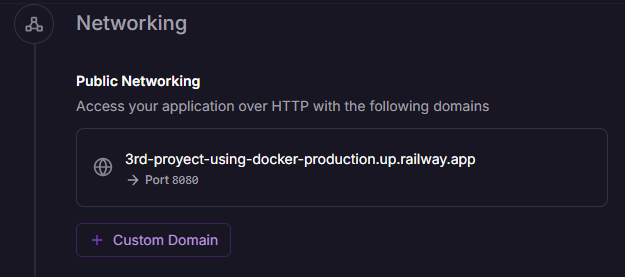 Networking
Public Networking
Access your application over HTTP with the following domains
3rd-proyect-using-docker-production.up.railway.app
→ Port 8080
+ Custom Domain